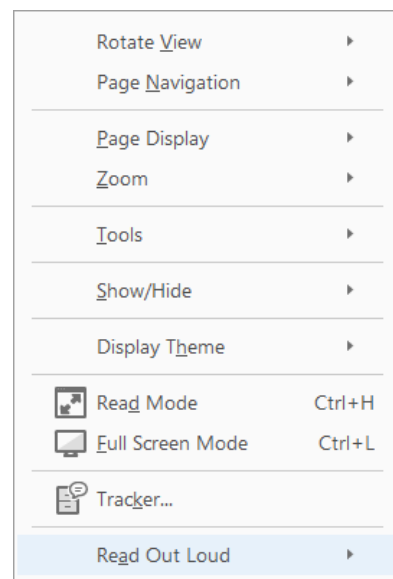 Rotate View
Page Navigation
Page Display
Zoom
Tools
Show/Hide
Display Theme
Read Mode Ctrl+H
Full Screen Mode Ctrl+L
Tracker...
Read Out Loud